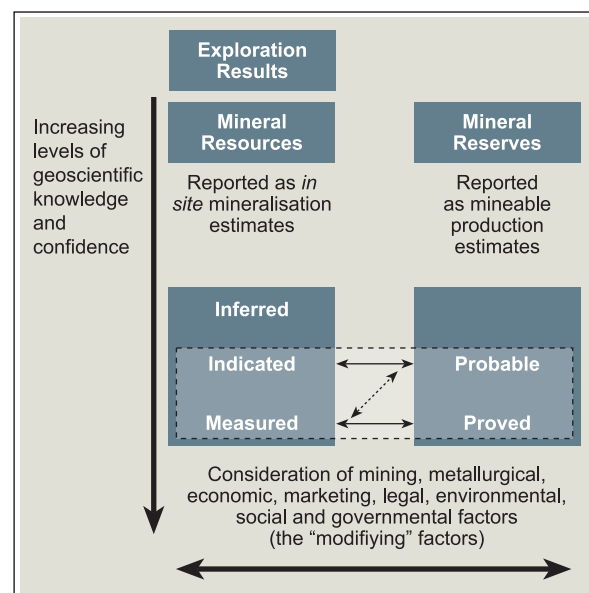 Exploration
Results
Increasing
levels of
geoscientific
knowledge
and
confidence
Mineral
Resources
Reported as in
site mineralisation
estimates
Mineral
Reserves
Reported
as mineable
production
estimates
Inferred
Indicated
Probable
Measured
Proved
Consideration of mining, metallurgical,
economic, marketing, legal, environmental,
social and governmental factors
(the “modifiying” factors)